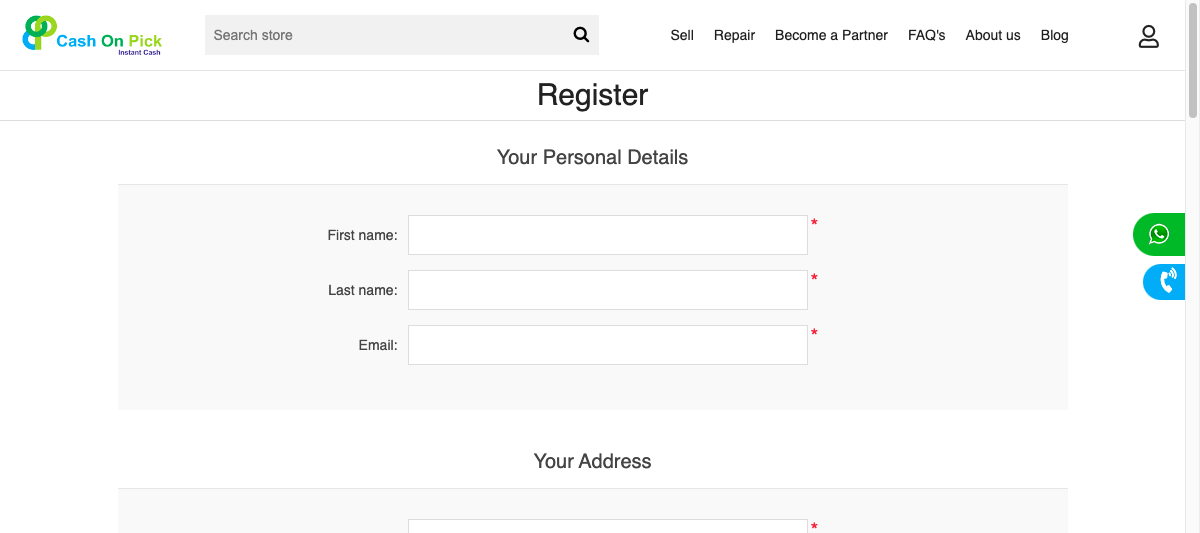 Cash On Pick
Instant Cash
Search store
Sell Repair Become a Partner FAQ's About us Blog
Register
Your Personal Details
First name: *
Last name: *
Email: *
Your Address
*